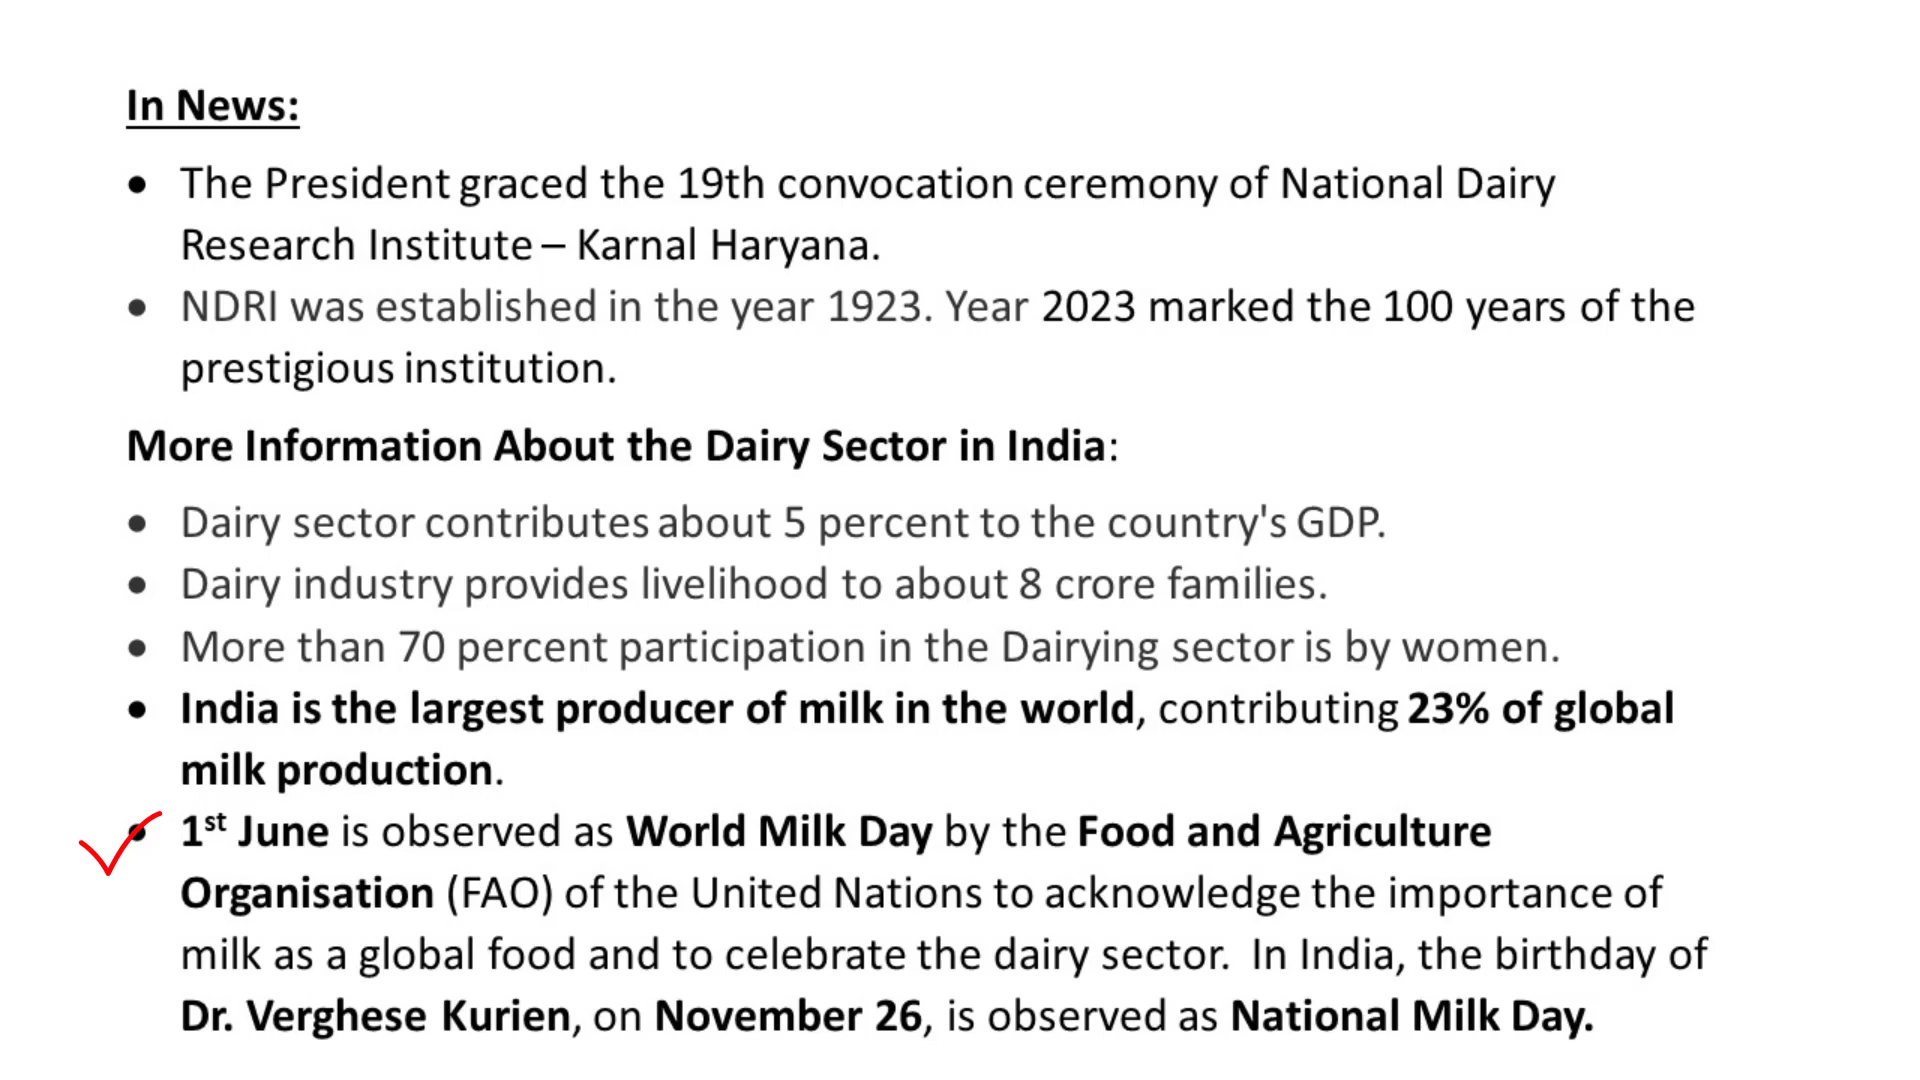 In News:
• The President graced the 19th convocation ceremony of National Dairy
Research Institute – Karnal Haryana.
• NDRI was established in the year 1923. Year 2023 marked the 100 years of the
prestigious institution.
More Information About the Dairy Sector in India:
• Dairy sector contributes about 5 percent to the country's GDP.
• Dairy industry provides livelihood to about 8 crore families.
• More than 70 percent participation in the Dairying sector is by women.
• India is the largest producer of milk in the world, contributing 23% of global
milk production.
• 1st June is observed as World Milk Day by the Food and Agriculture
Organisation (FAO) of the United Nations to acknowledge the importance of
milk as a global food and to celebrate the dairy sector. In India, the birthday of
Dr. Verghese Kurien, on November 26, is observed as National Milk Day.